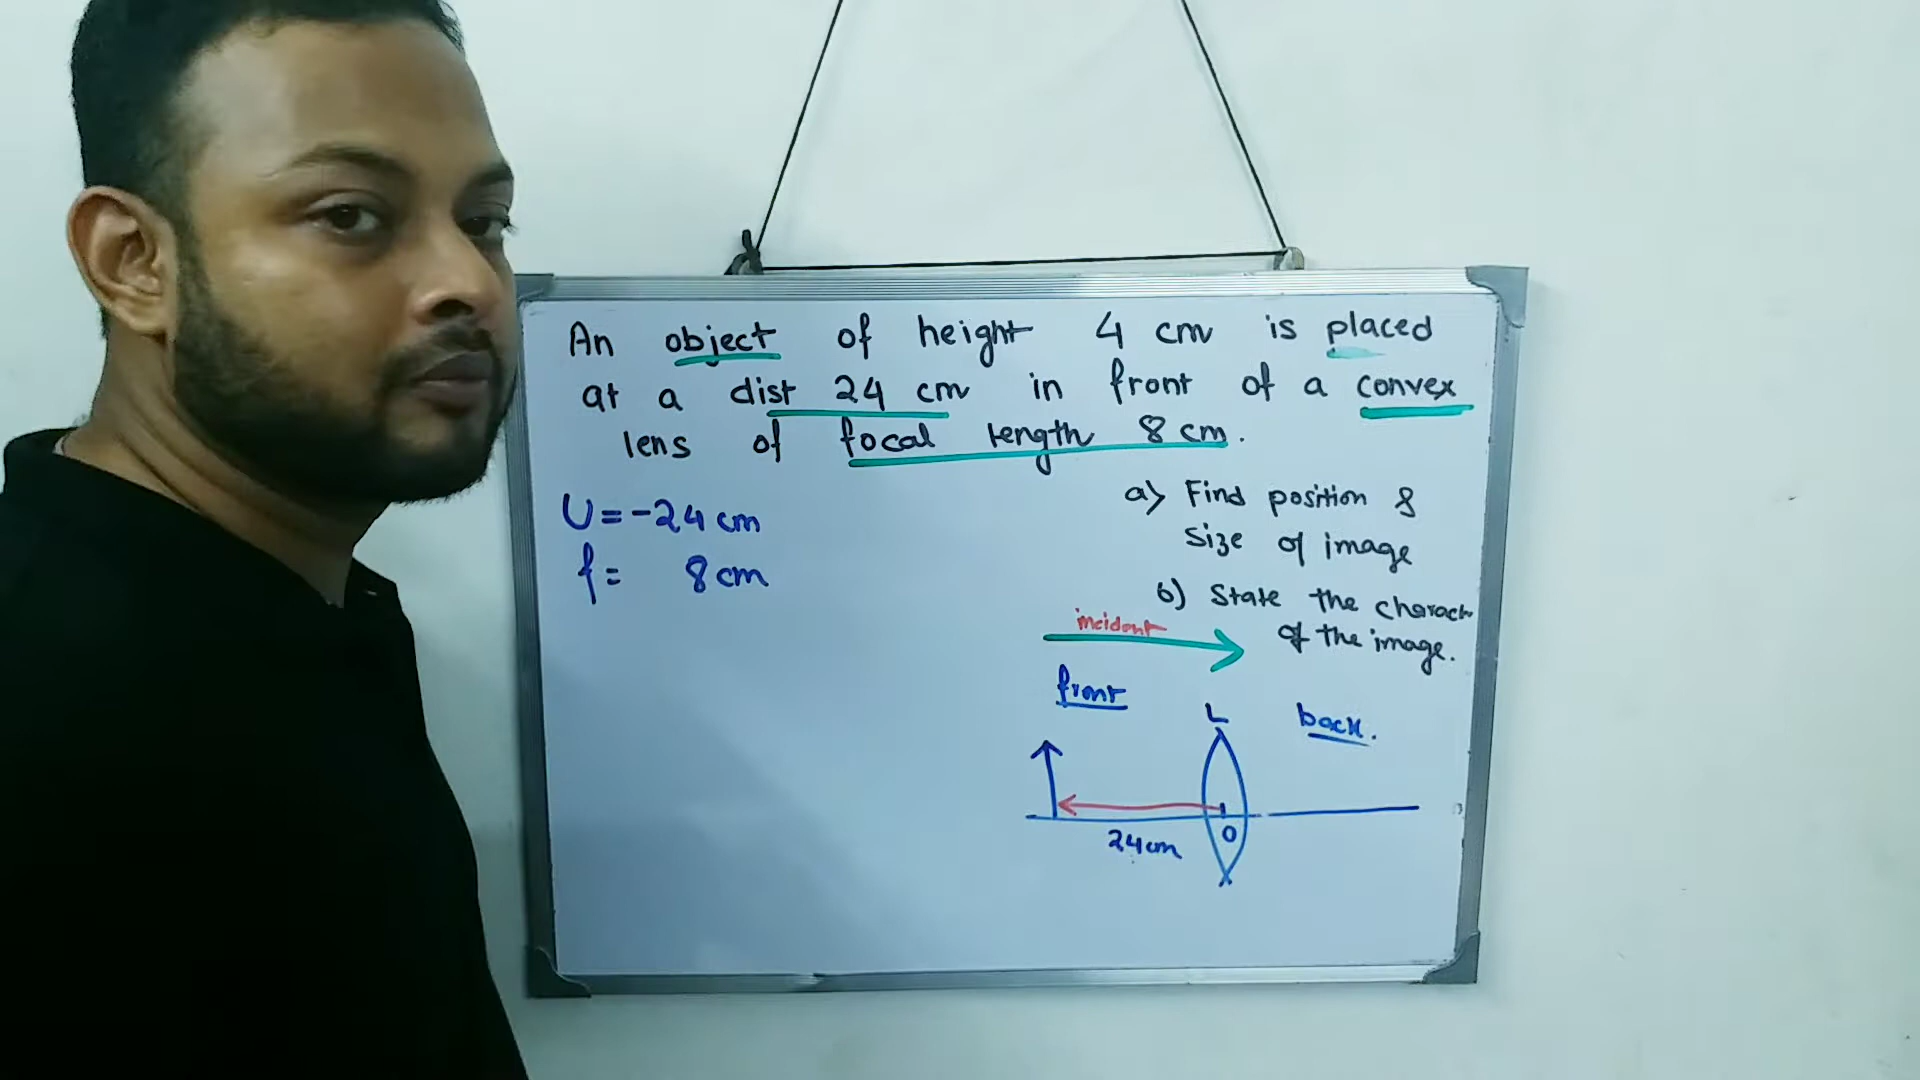 An object of height 4 cm is placed
at a dist 24 cm in front of a convex
lens of focal length 8 cm.
U = -24 cm
f = 8 cm
a) Find position &
size of image
b) State the charact
of the image.
incident
front
L
back.
O
24cm